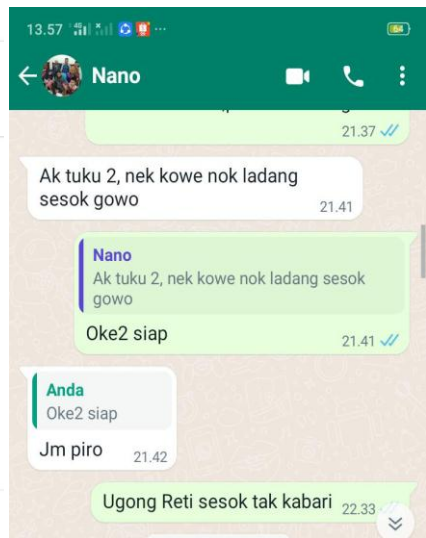 13.57
64
Nano
21.37
Ak tuku 2, nek kowe nok ladang
sesok gowo
21.41
Nano
Ak tuku 2, nek kowe nok ladang sesok
gowo
Oke2 siap
21.41
Anda
Oke2 siap
Jm piro
21.42
Ugong Reti sesok tak kabari
22.33